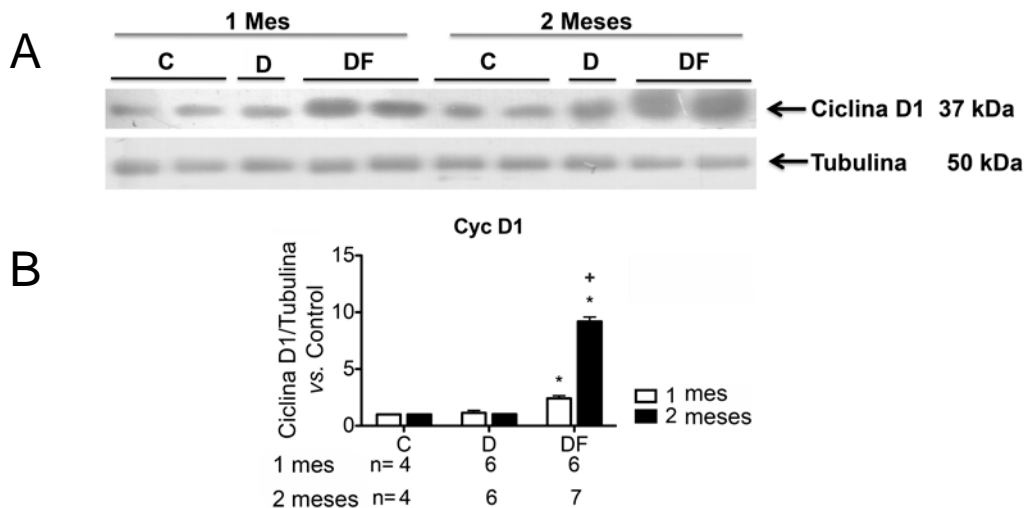 A
1 Mes 2 Meses
C D DF C D DF
Ciclina D1 37 kDa
Tubulina 50 kDa
B
Cyc D1
Ciclina D1/Tubulina
vs. Control
15
10
5
0
+
*
*
C D DF
1 mes
2 meses
1 mes n= 4 6 6
2 meses n= 4 6 7